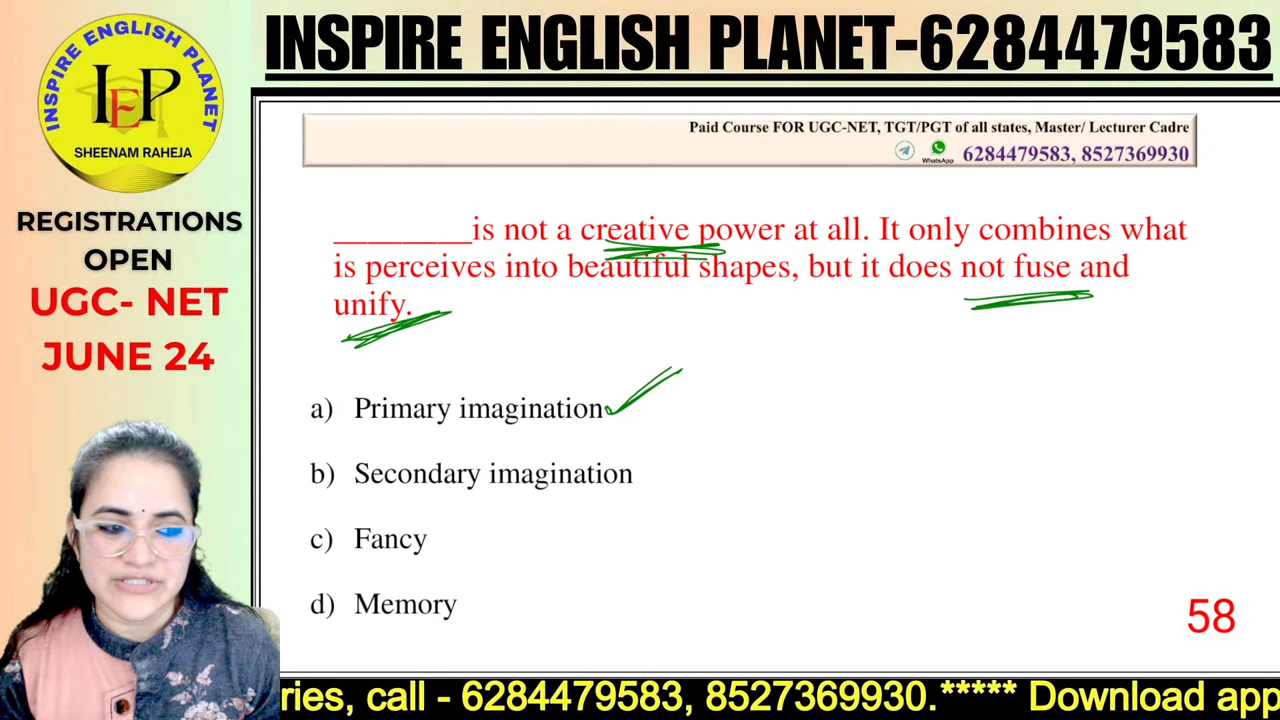 INSPIRE ENGLISH PLANET-6284479583
INSPIRE ENGLISH PLANET
IEP
SHEENAM RAHEJA
REGISTRATIONS
OPEN
UGC- NET
JUNE 24
Paid Course FOR UGC-NET, TGT/PGT of all states, Master/ Lecturer Cadre
WhatsApp 6284479583, 8527369930
________is not a creative power at all. It only combines what
is perceives into beautiful shapes, but it does not fuse and
unify.
a) Primary imagination
b) Secondary imagination
c) Fancy
d) Memory
58
ries, call - 6284479583, 8527369930.***** Download app